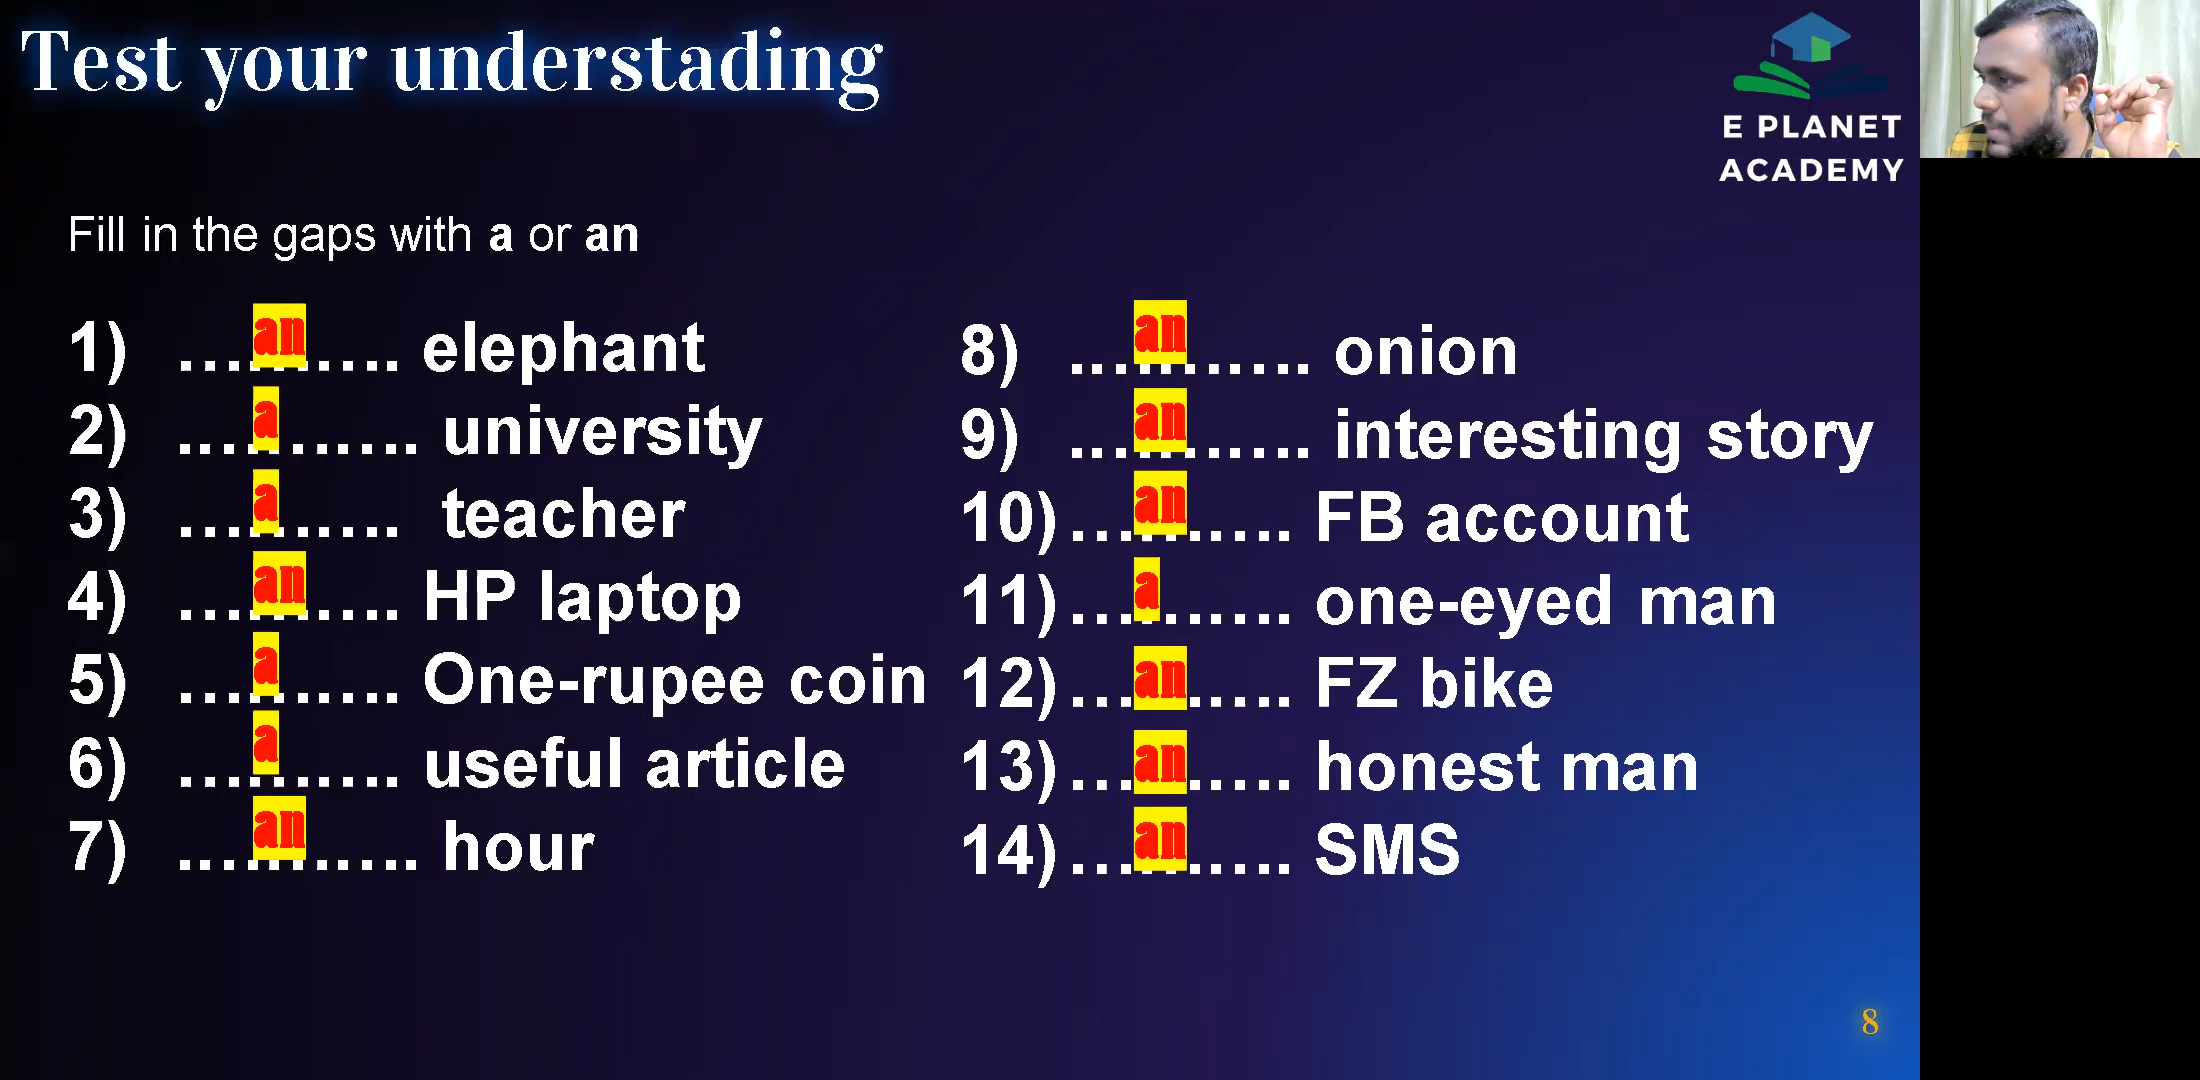 Test your understading
E PLANET
ACADEMY
Fill in the gaps with a or an
1) ....an.... elephant
2) ....a...... university
3) ....a...... teacher
4) ....an.... HP laptop
5) ....a...... One-rupee coin
6) ....a...... useful article
7) ....an..... hour
8) ...an...... onion
9) ...an...... interesting story
10) ...an..... FB account
11) ...a...... one-eyed man
12) ...an..... FZ bike
13) ...an..... honest man
14) ...an..... SMS
8